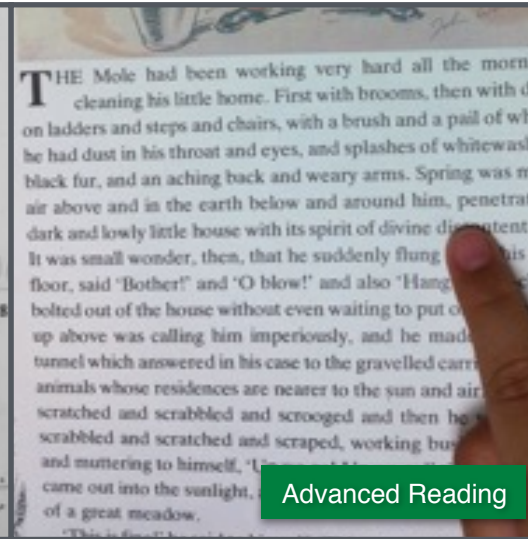 THE Mole had been working very hard all the morn
cleaning his little home. First with brooms, then with d
on ladders and steps and chairs, with a brush and a pail of wh
he had dust in his throat and eyes, and splashes of whitewas
black fur, and an aching back and weary arms. Spring was m
air above and in the earth below and around him, penetrat
dark and lowly little house with its spirit of divine
It was small wonder, then, that he suddenly flung his
floor, said 'Bother!' and 'O blow!' and also 'Hang
bolted out of the house without even waiting to put o
up above was calling him imperiously, and he made
tunnel which answered in his case to the gravelled carr
animals whose residences are nearer to the sun and air
scratched and scrabbled and scrooged and then he
scrabbled and scratched and scraped, working bus
and muttering to himself,
came out into the sunlight,
of a great meadow.
Advanced Reading